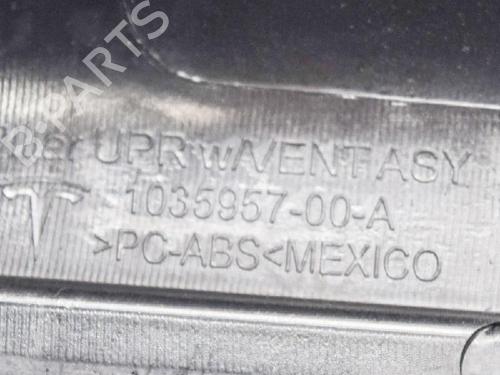 UPR w/VENT ASY
1035957-00-A
>PC-ABS<MEXICO
B-PARTS